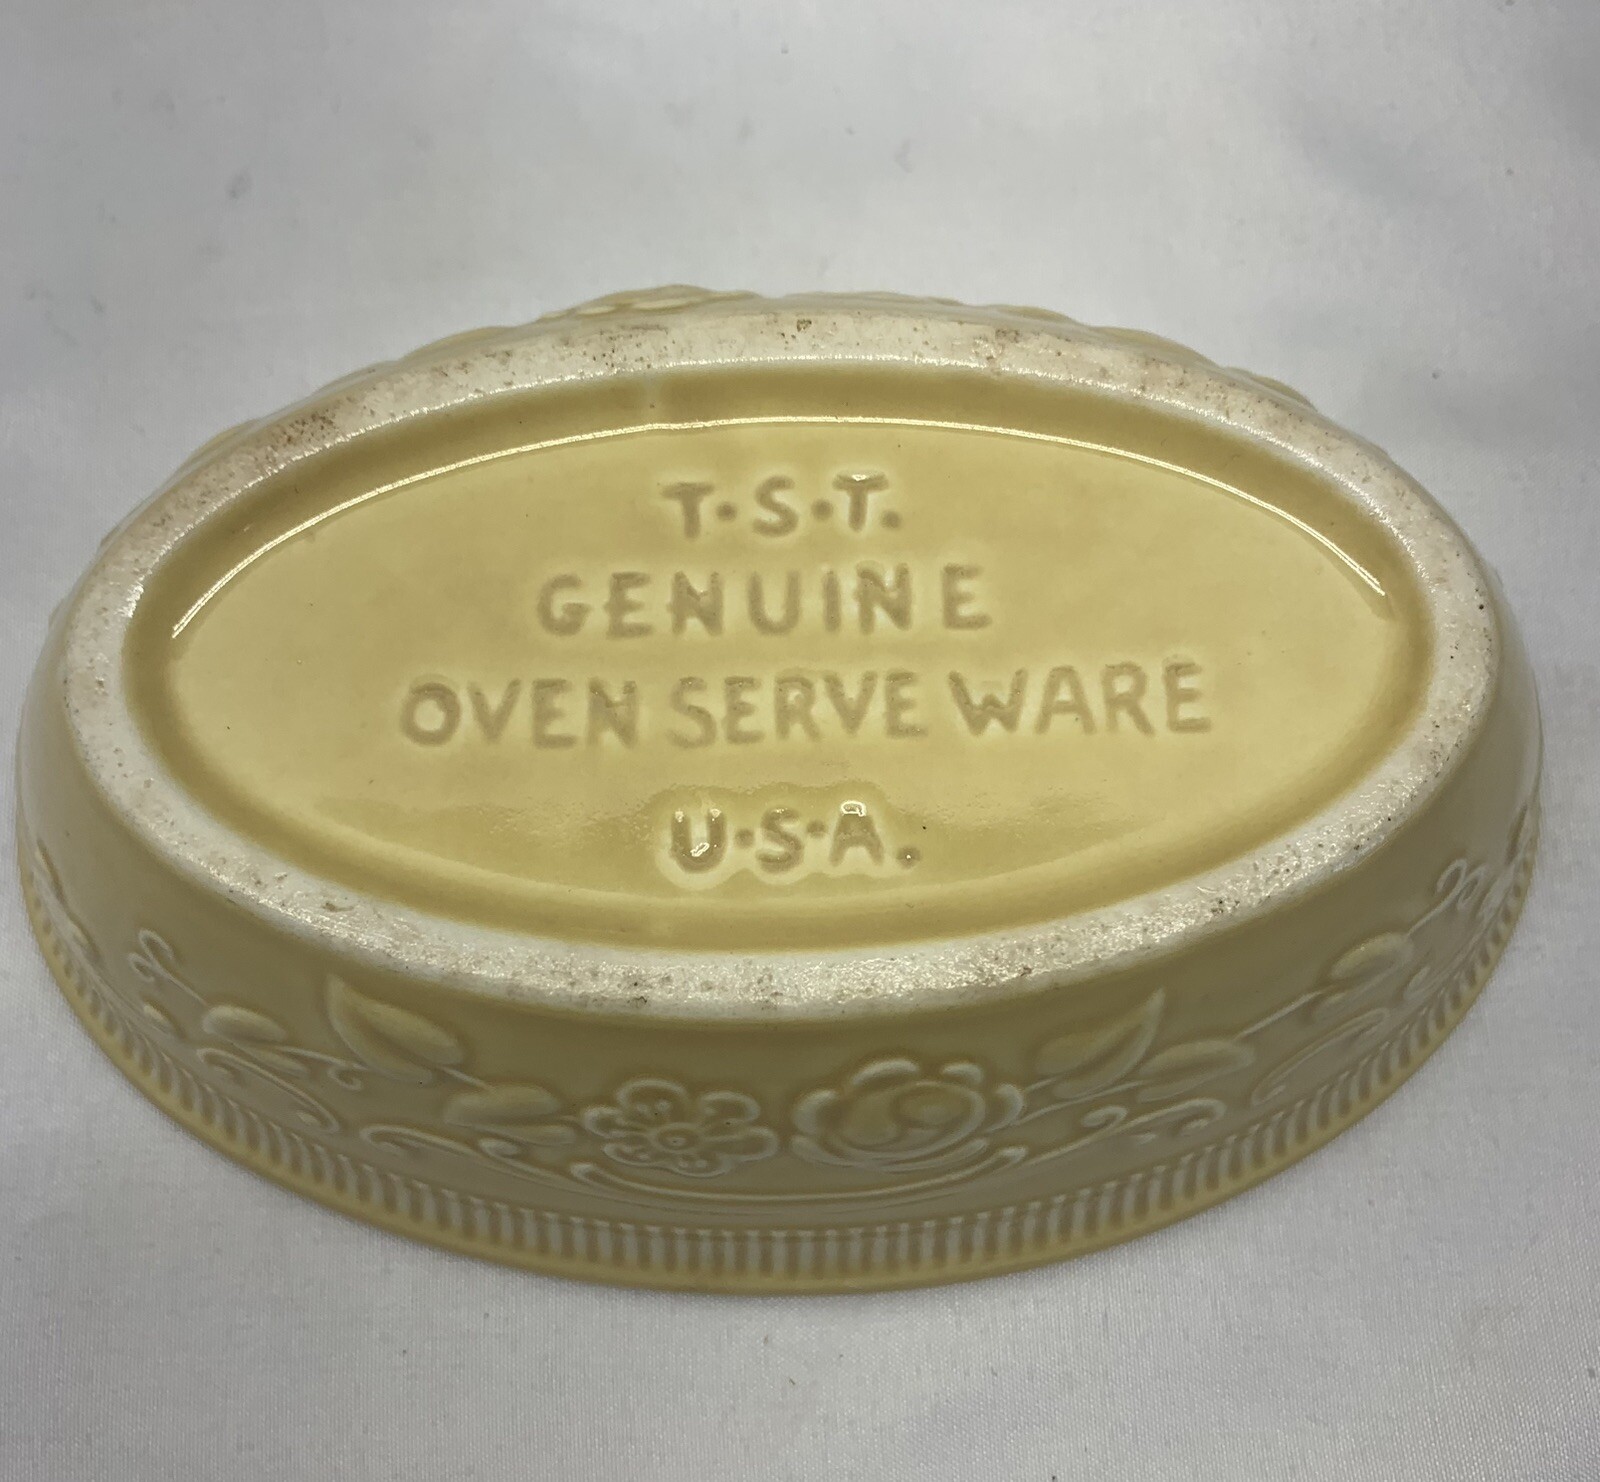 T·S·T.
GENUINE
OVEN SERVE WARE
U·S·A.